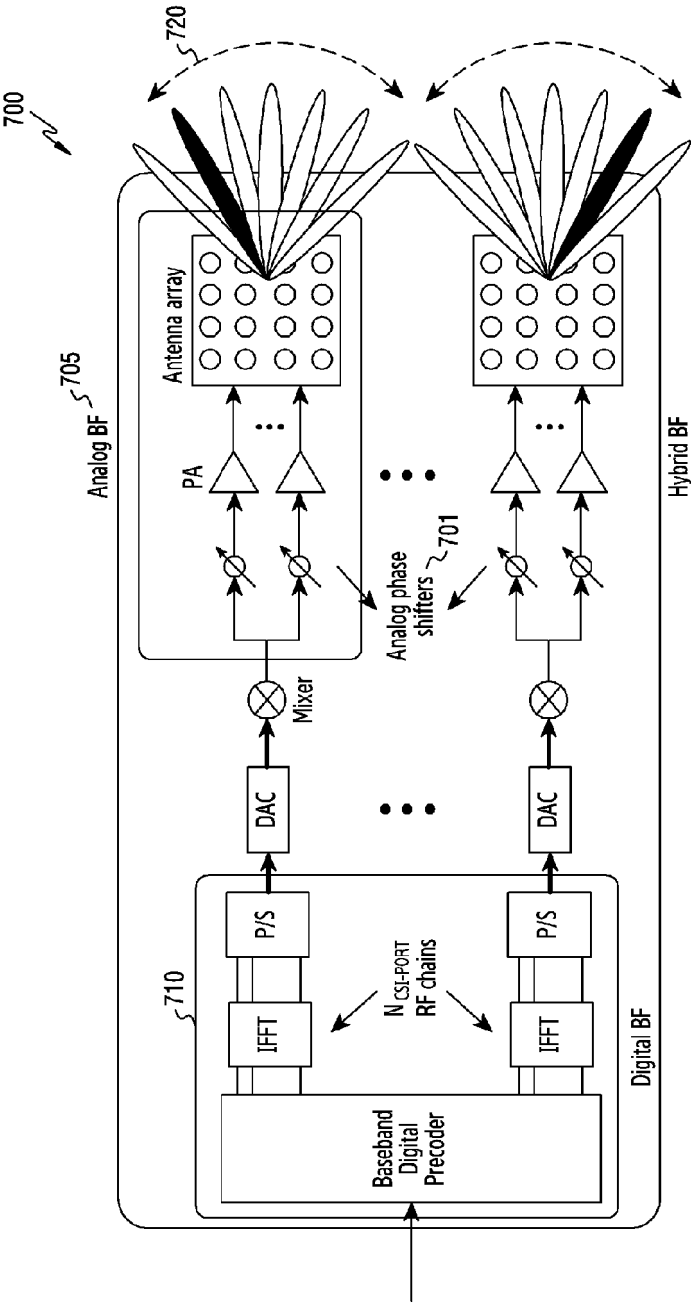 700
720
Analog BF
705
Antenna array
PA
Analog phase
shifters
701
Mixer
DAC
DAC
710
P/S
P/S
IFFT
IFFT
N CSI-PORT
RF chains
Baseband
Digital
Precoder
Digital BF
Hybrid BF